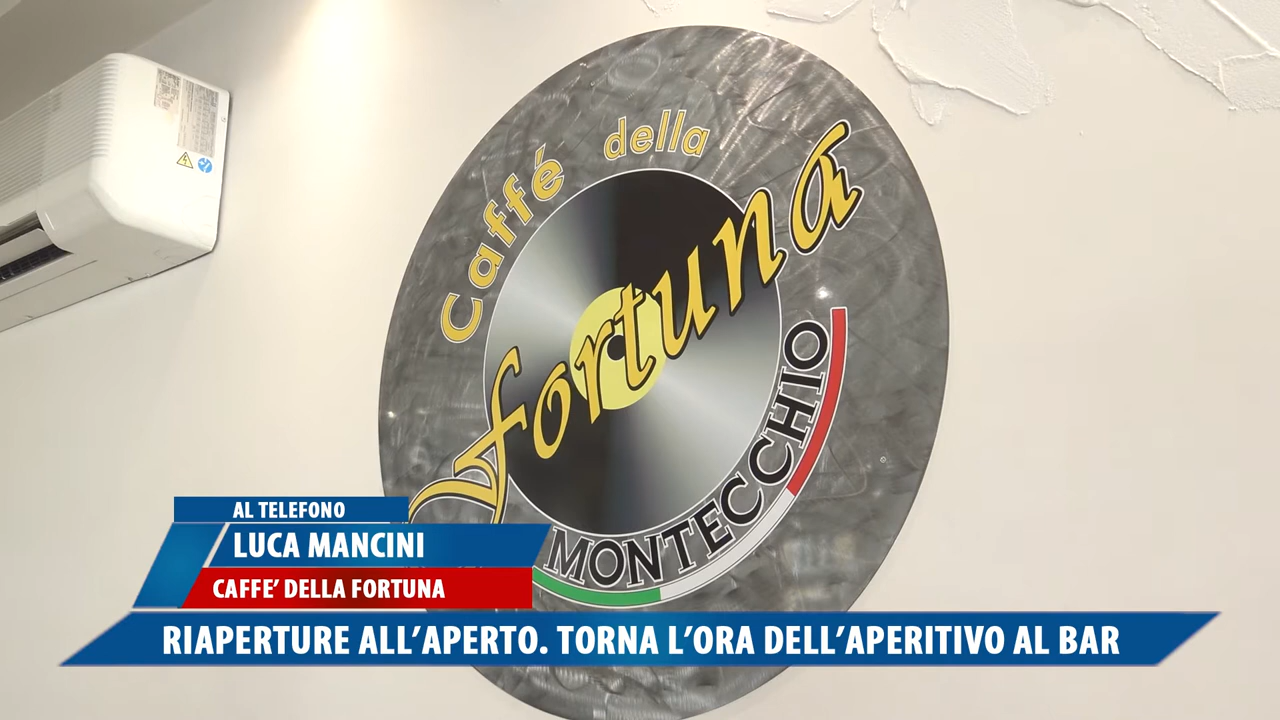 Caffé della
fortuna
MONTECCHIO
AL TELEFONO
LUCA MANCINI
CAFFE’ DELLA FORTUNA
RIAPERTURE ALL’APERTO. TORNA L’ORA DELL’APERITIVO AL BAR